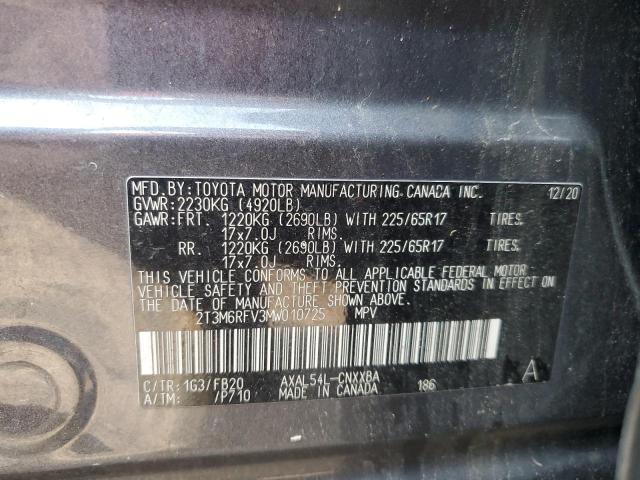 MFD.BY:TOYOTA MOTOR MANUFACTURING CANADA INC. 12/20
GVWR:2230KG (4920LB)
GAWR:FRT. 1220KG (2690LB) WITH 225/65R17 TIRES.
17x7.0J RIMS.
RR. 1220KG (2690LB) WITH 225/65R17 TIRES.
17x7.0J RIMS.
THIS VEHICLE CONFORMS TO ALL APPLICABLE FEDERAL MOTOR
VEHICLE SAFETY AND THEFT PREVENTION STANDARDS IN EFFECT ON
THE DATE OF MANUFACTURE SHOWN ABOVE.
2T3M6RFV3MW010725 MPV
C/TR: 1G3/FB20 AXAL54L-CNXXBA 186 A
A/TM: /P710 MADE IN CANADA